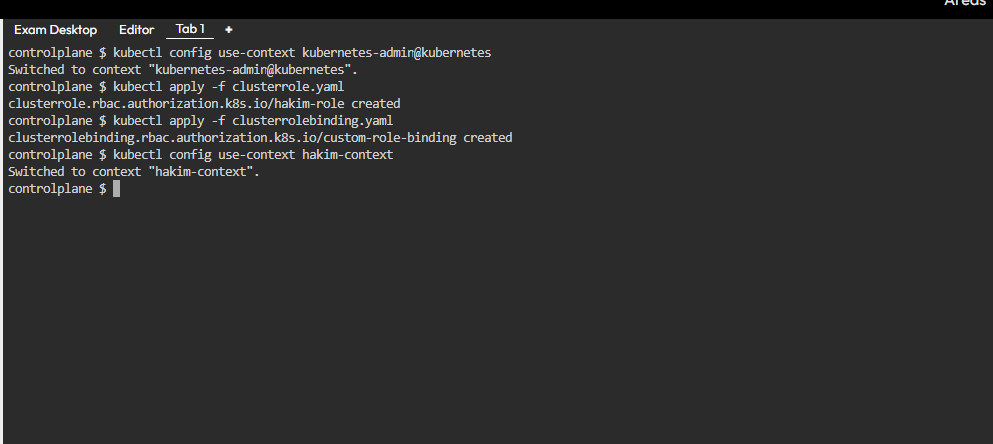 Areas
Exam Desktop Editor Tab 1 +
controlplane $ kubectl config use-context kubernetes-admin@kubernetes
Switched to context "kubernetes-admin@kubernetes".
controlplane $ kubectl apply -f clusterrole.yaml
clusterrole.rbac.authorization.k8s.io/hakim-role created
controlplane $ kubectl apply -f clusterrolebinding.yaml
clusterrolebinding.rbac.authorization.k8s.io/custom-role-binding created
controlplane $ kubectl config use-context hakim-context
Switched to context "hakim-context".
controlplane $